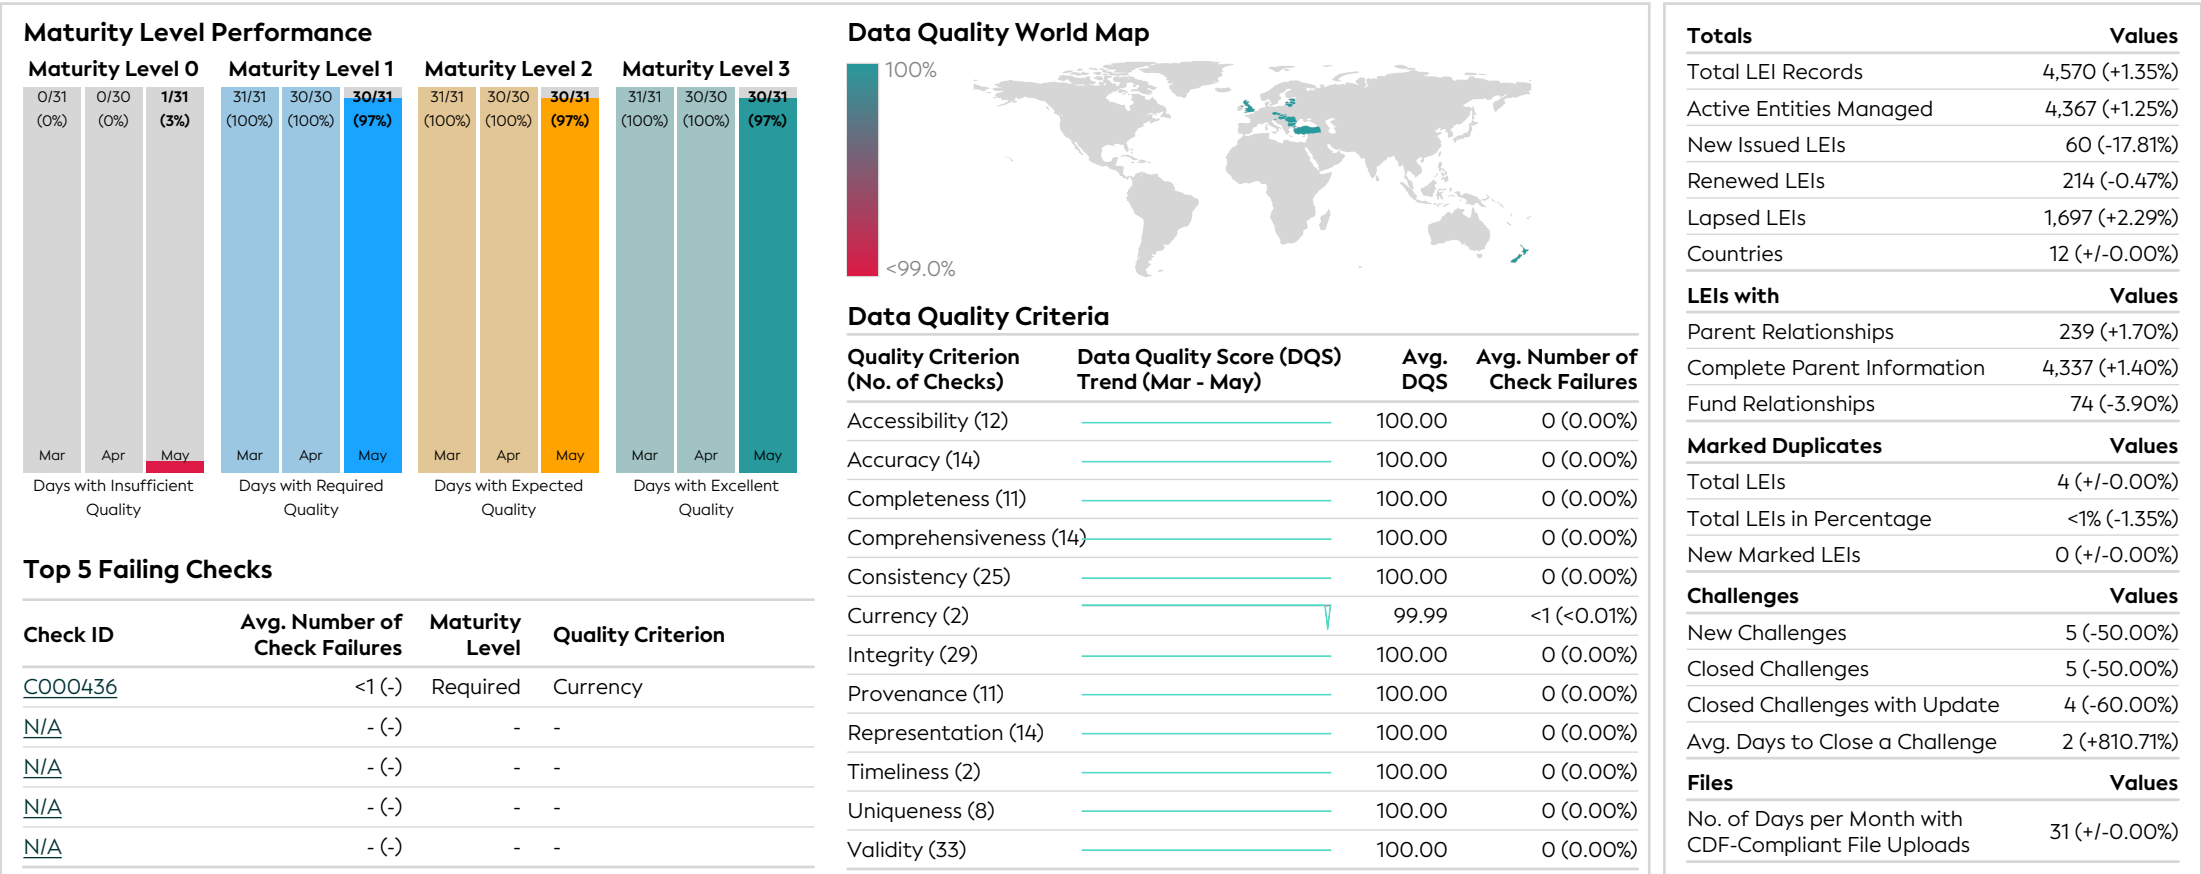 Maturity Level Performance
Maturity Level 0 Maturity Level 1 Maturity Level 2 Maturity Level 3
0/31 0/30 1/31 31/31 30/30 30/31 31/31 30/30 30/31 31/31 30/30 30/31
(0%) (0%) (3%) (100%) (100%) (97%) (100%) (100%) (97%) (100%) (100%) (97%)
Mar Apr May Mar Apr May Mar Apr May Mar Apr May
Days with Insufficient Days with Required Days with Expected Days with Excellent
Quality Quality Quality Quality
Top 5 Failing Checks
Check ID Avg. Number of Check Failures Maturity Level Quality Criterion
C000436 <1 (-) Required Currency
N/A - (-) - -
N/A - (-) - -
N/A - (-) - -
N/A - (-) - -
Data Quality World Map
100%
<99.0%
Data Quality Criteria
Quality Criterion Data Quality Score (DQS) Avg. Avg. Number of
(No. of Checks) Trend (Mar - May) DQS Check Failures
Accessibility (12) 100.00 0 (0.00%)
Accuracy (14) 100.00 0 (0.00%)
Completeness (11) 100.00 0 (0.00%)
Comprehensiveness (14) 100.00 0 (0.00%)
Consistency (25) 100.00 0 (0.00%)
Currency (2) 99.99 <1 (<0.01%)
Integrity (29) 100.00 0 (0.00%)
Provenance (11) 100.00 0 (0.00%)
Representation (14) 100.00 0 (0.00%)
Timeliness (2) 100.00 0 (0.00%)
Uniqueness (8) 100.00 0 (0.00%)
Validity (33) 100.00 0 (0.00%)
Totals Values
Total LEI Records 4,570 (+1.35%)
Active Entities Managed 4,367 (+1.25%)
New Issued LEIs 60 (-17.81%)
Renewed LEIs 214 (-0.47%)
Lapsed LEIs 1,697 (+2.29%)
Countries 12 (+/-0.00%)
LEIs with Values
Parent Relationships 239 (+1.70%)
Complete Parent Information 4,337 (+1.40%)
Fund Relationships 74 (-3.90%)
Marked Duplicates Values
Total LEIs 4 (+/-0.00%)
Total LEIs in Percentage <1% (-1.35%)
New Marked LEIs 0 (+/-0.00%)
Challenges Values
New Challenges 5 (-50.00%)
Closed Challenges 5 (-50.00%)
Closed Challenges with Update 4 (-60.00%)
Avg. Days to Close a Challenge 2 (+810.71%)
Files Values
No. of Days per Month with
CDF-Compliant File Uploads 31 (+/-0.00%)